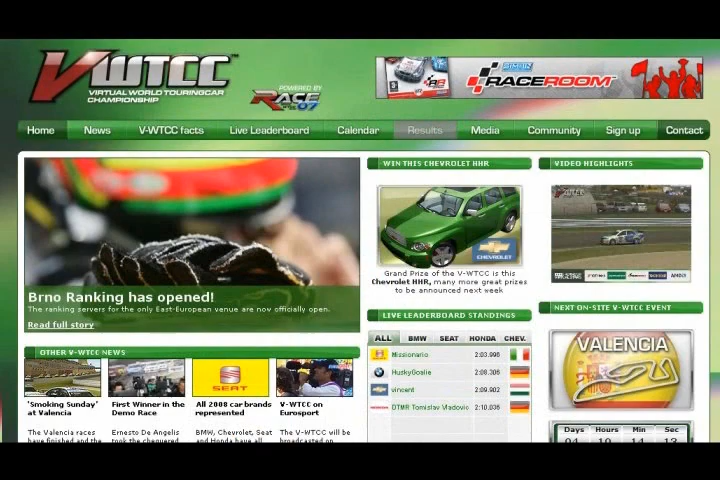 VWTCC™
VIRTUAL WORLD TOURINGCAR
CHAMPIONSHIP
POWERED BY
RACE 07
SIMBIN
RACEROOM
Home News V-WTCC facts Live Leaderboard Calendar Results Media Community Sign up Contact
Brno Ranking has opened!
The ranking servers for the only East-European venue are now officially open.
Read full story
OTHER V-WTCC NEWS
SEAT
'Smoking Sunday'
at Valencia
The Valencia races
have finished and the
First Winner in the
Demo Race
Ernesto De Angelis
took the chequered
All 2008 car brands
represented
BMW, Chevrolet, Seat
and Honda have all
V-WTCC on
Eurosport
The V-WTCC will be
broadcasted on
WIN THIS CHEVROLET HHR
CHEVROLET
Grand Prize of the V-WTCC is this
Chevrolet HHR, many more great prizes
to be announced next week
LIVE LEADERBOARD STANDINGS
ALL BMW SEAT HONDA CHEV.
Missionario 2:03.996
HuskyGoalie 2:08.306
vincent 2:09.902
DTMR Tomislav Vladovic 2:10.036
VIDEO HIGHLIGHTS
NEXT ON-SITE V-WTCC EVENT
VALENCIA
Days Hours Min Sec
04 10 14 13